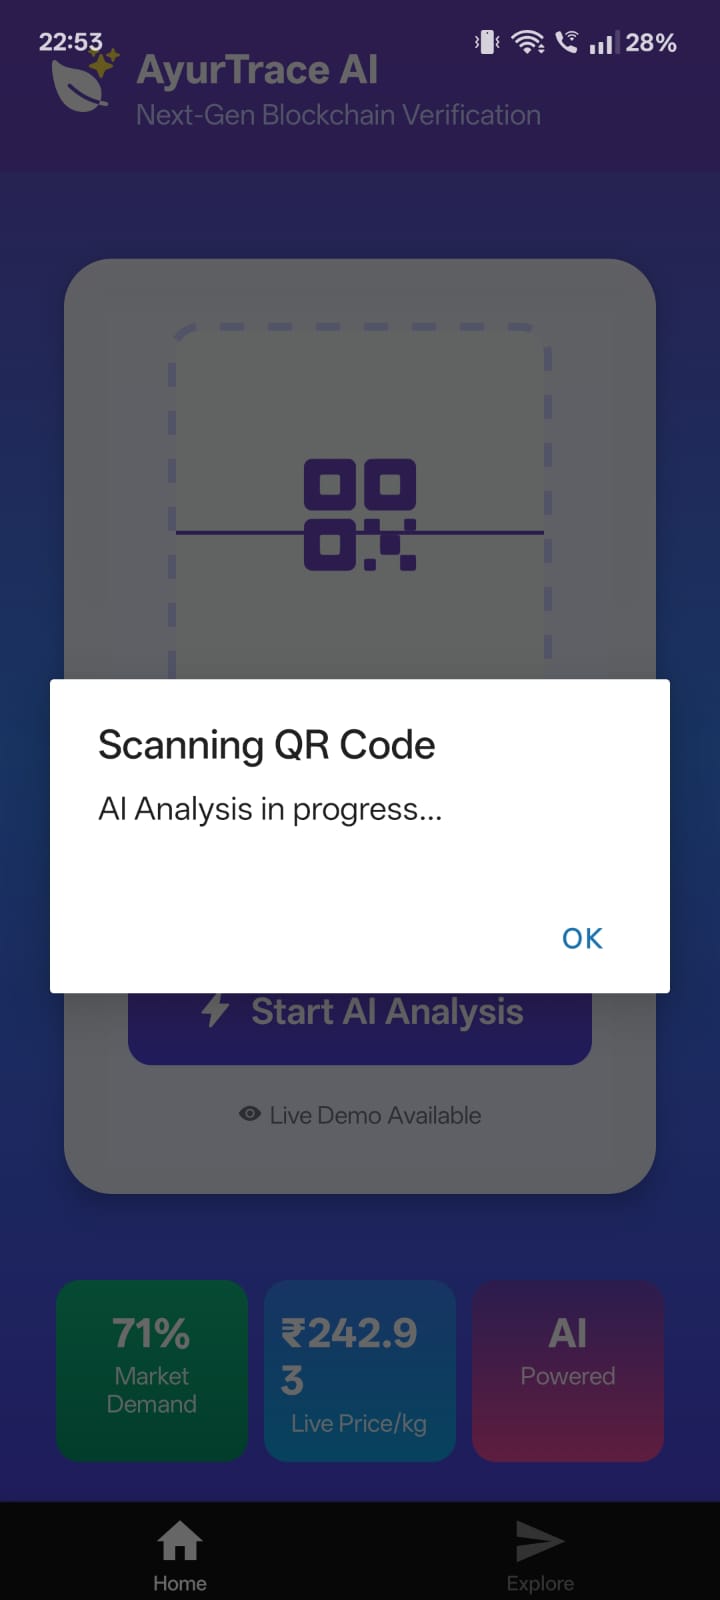 22:53
28%
AyurTrace AI
Next-Gen Blockchain Verification
Scanning QR Code
AI Analysis in progress...
OK
Start AI Analysis
Live Demo Available
71%
Market
Demand
₹242.9
3
Live Price/kg
AI
Powered
Home
Explore